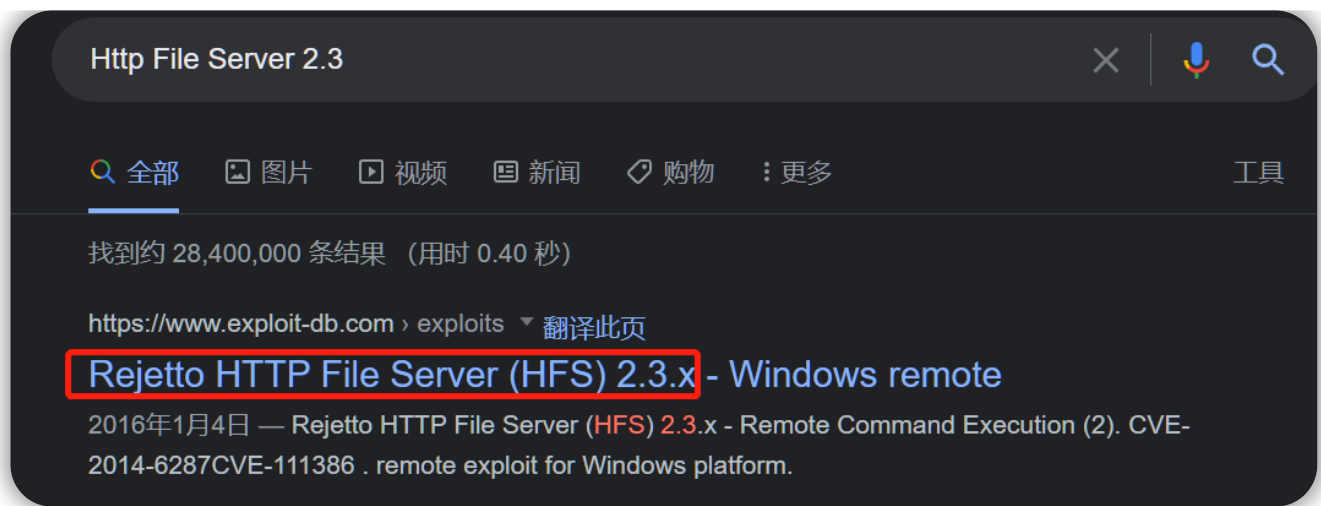 Http File Server 2.3
全部 图片 视频 新闻 购物 更多 工具
找到约 28,400,000 条结果 （用时 0.40 秒）
https://www.exploit-db.com › exploits 翻译此页
Rejetto HTTP File Server (HFS) 2.3.x - Windows remote
2016年1月4日 — Rejetto HTTP File Server (HFS) 2.3.x - Remote Command Execution (2). CVE-
2014-6287CVE-111386 . remote exploit for Windows platform.